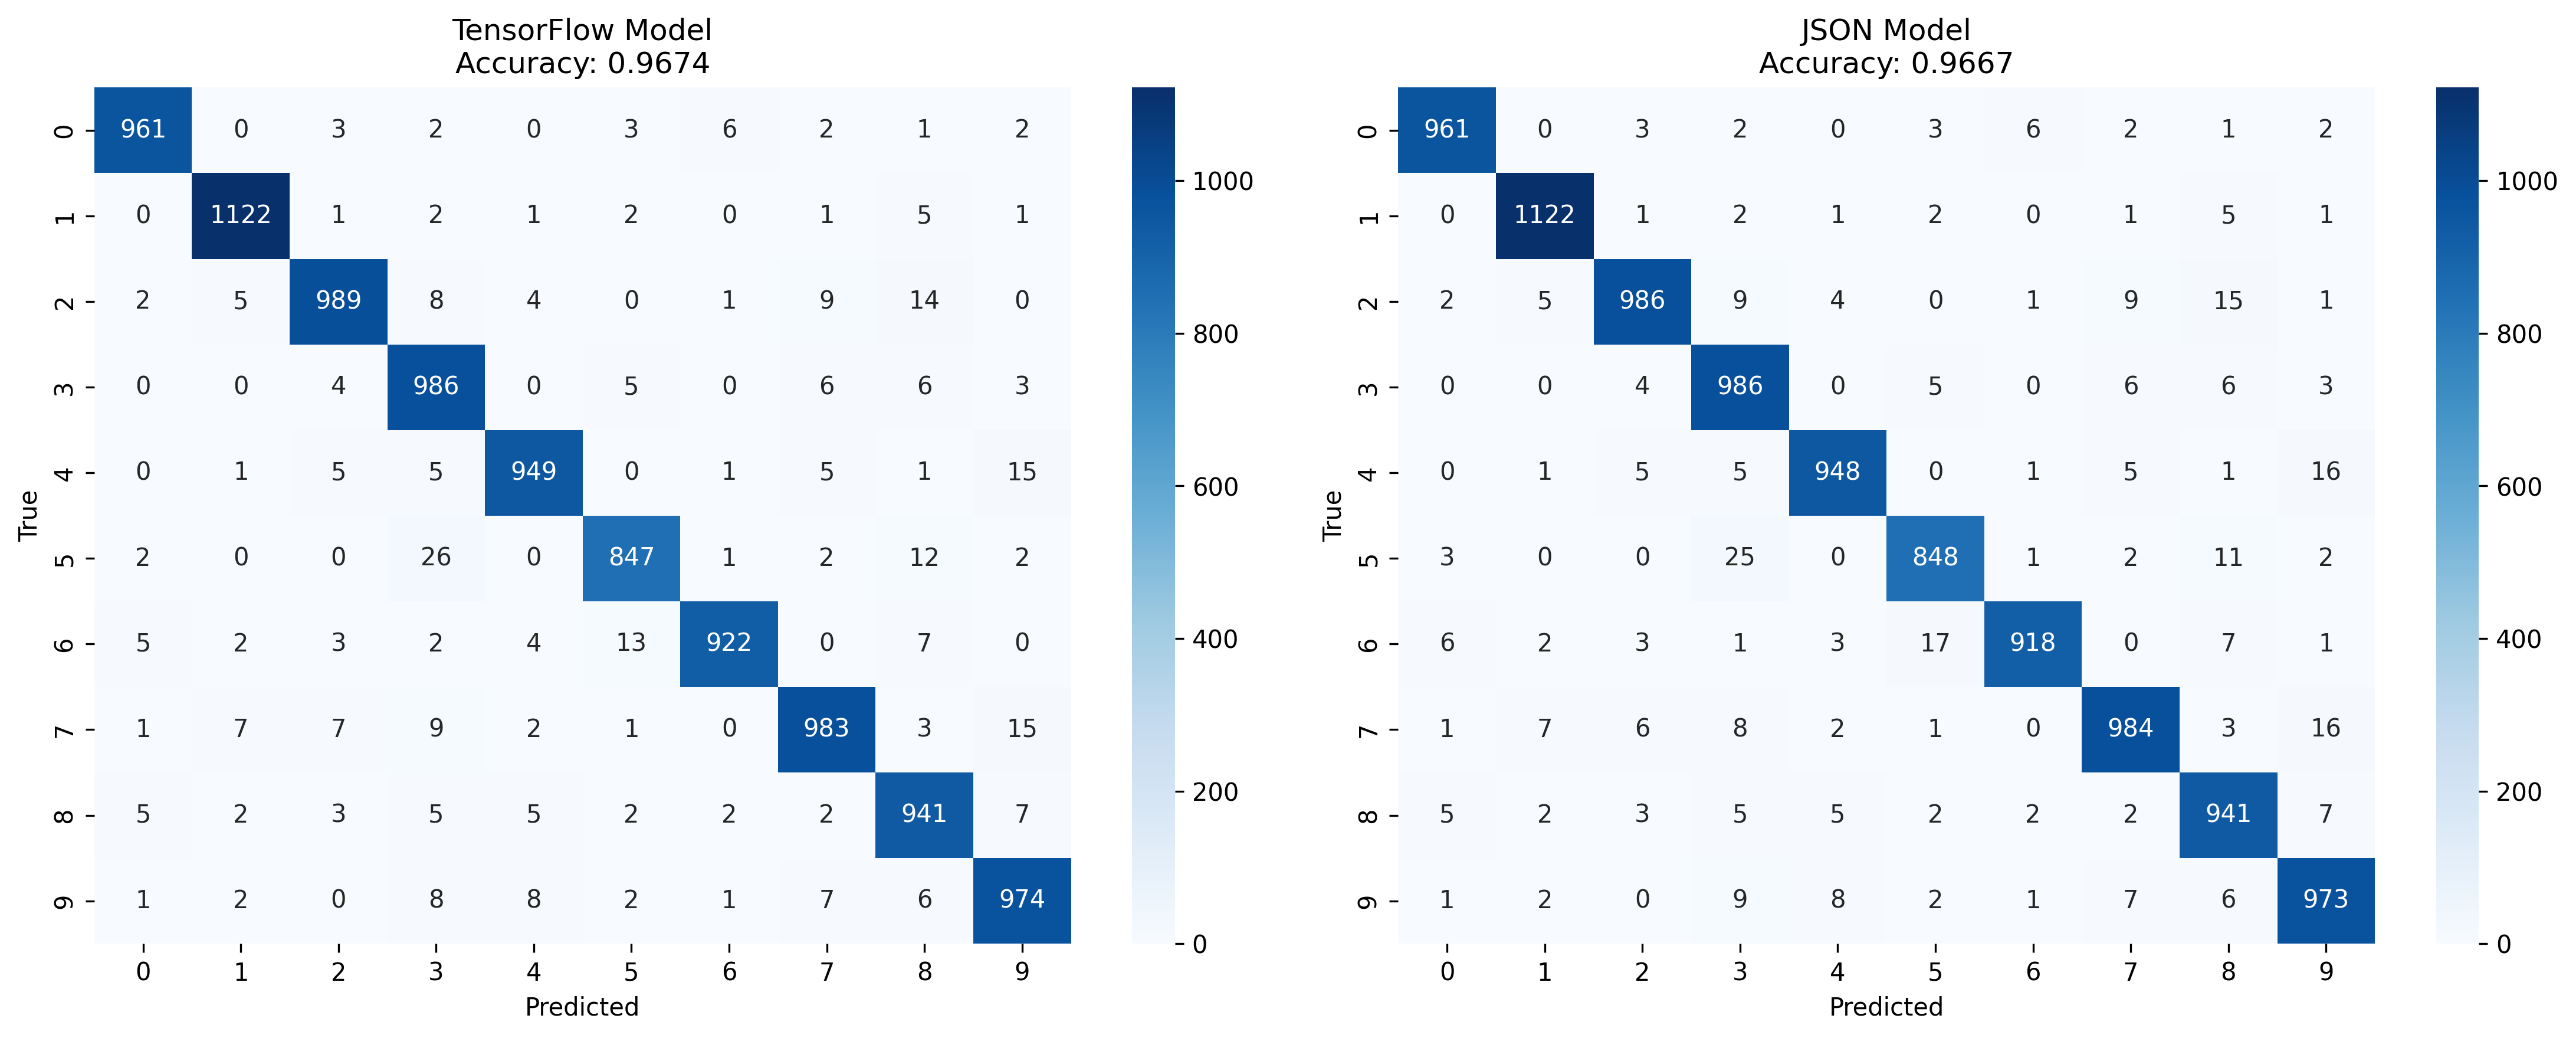 TensorFlow Model
Accuracy: 0.9674
0 961 0 3 2 0 3 6 2 1 2
1 0 1122 1 2 1 2 0 1 5 1
2 2 5 989 8 4 0 1 9 14 0
3 0 0 4 986 0 5 0 6 6 3
4 0 1 5 5 949 0 1 5 1 15
5 2 0 0 26 0 847 1 2 12 2
6 5 2 3 2 4 13 922 0 7 0
7 1 7 7 9 2 1 0 983 3 15
8 5 2 3 5 5 2 2 2 941 7
9 1 2 0 8 8 2 1 7 6 974
0 1 2 3 4 5 6 7 8 9
Predicted
True
1000
800
600
400
200
0
JSON Model
Accuracy: 0.9667
0 961 0 3 2 0 3 6 2 1 2
1 0 1122 1 2 1 2 0 1 5 1
2 2 5 986 9 4 0 1 9 15 1
3 0 0 4 986 0 5 0 6 6 3
4 0 1 5 5 948 0 1 5 1 16
5 3 0 0 25 0 848 1 2 11 2
6 6 2 3 1 3 17 918 0 7 1
7 1 7 6 8 2 1 0 984 3 16
8 5 2 3 5 5 2 2 2 941 7
9 1 2 0 9 8 2 1 7 6 973
0 1 2 3 4 5 6 7 8 9
Predicted
True
1000
800
600
400
200
0